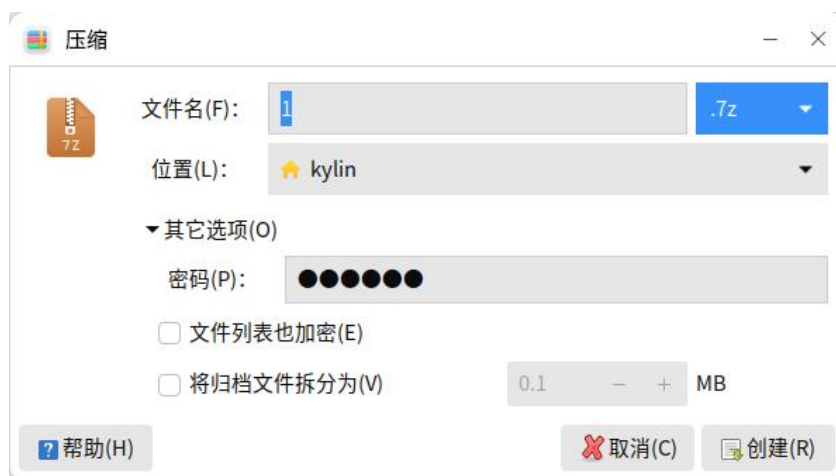 压缩
文件名(F)： 1 .7z
7Z
位置(L)： kylin
其它选项(O)
密码(P)： ●●●●●●
文件列表也加密(E)
将归档文件拆分为(V) 0.1 － ＋ MB
?帮助(H) 取消(C) 创建(R)